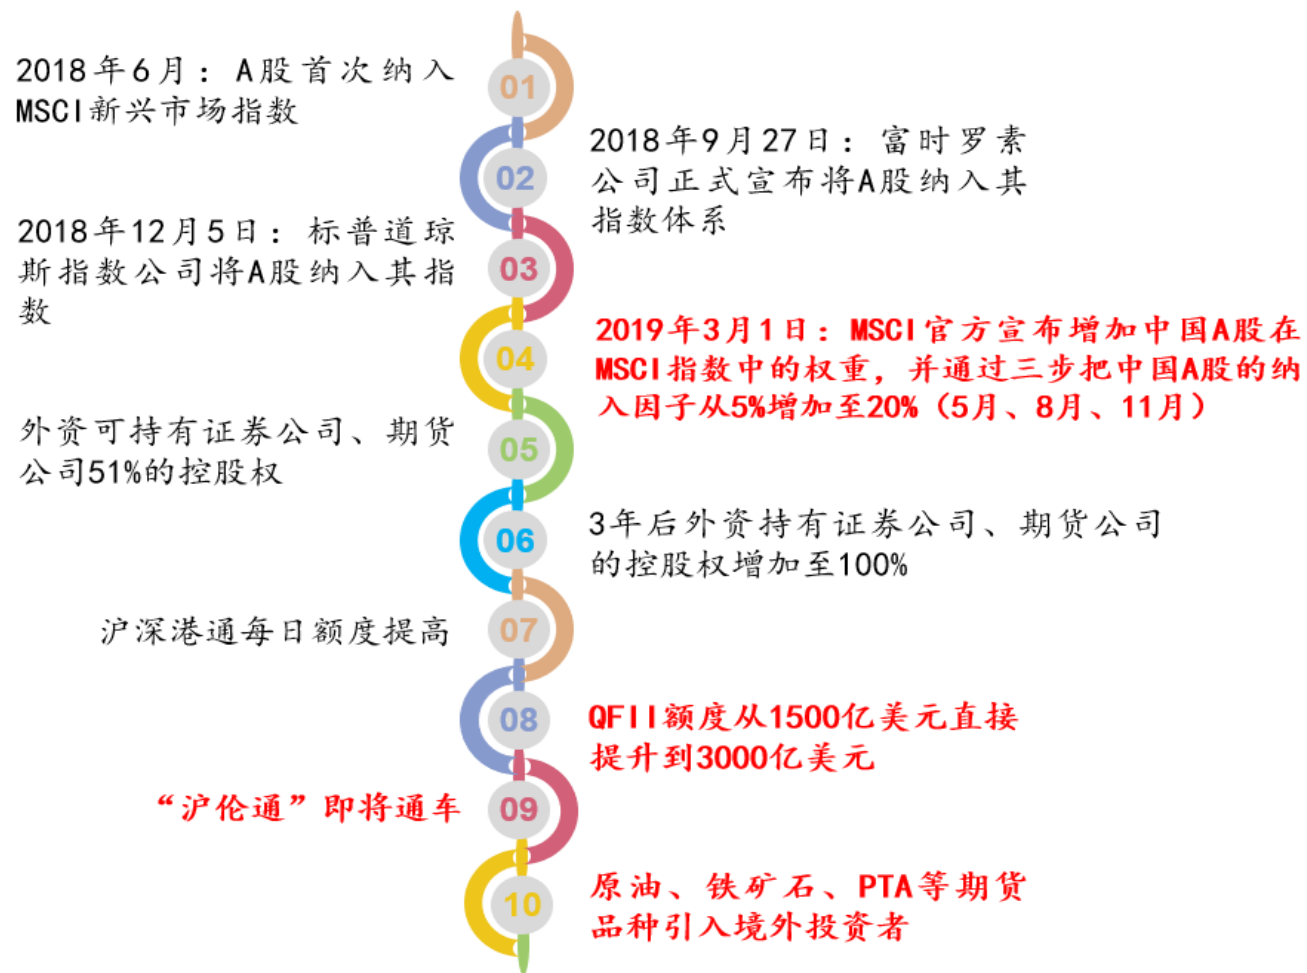 01
2018年6月：A股首次纳入
MSCI新兴市场指数
02
2018年9月27日：富时罗素
公司正式宣布将A股纳入其
指数体系
03
2018年12月5日：标普道琼
斯指数公司将A股纳入其指
数
04
2019年3月1日：MSCI官方宣布增加中国A股在
MSCI指数中的权重，并通过三步把中国A股的纳
入因子从5%增加至20%（5月、8月、11月）
05
外资可持有证券公司、期货
公司51%的控股权
06
3年后外资持有证券公司、期货公司
的控股权增加至100%
07
沪深港通每日额度提高
08
QFII额度从1500亿美元直接
提升到3000亿美元
09
“沪伦通”即将通车
10
原油、铁矿石、PTA等期货
品种引入境外投资者